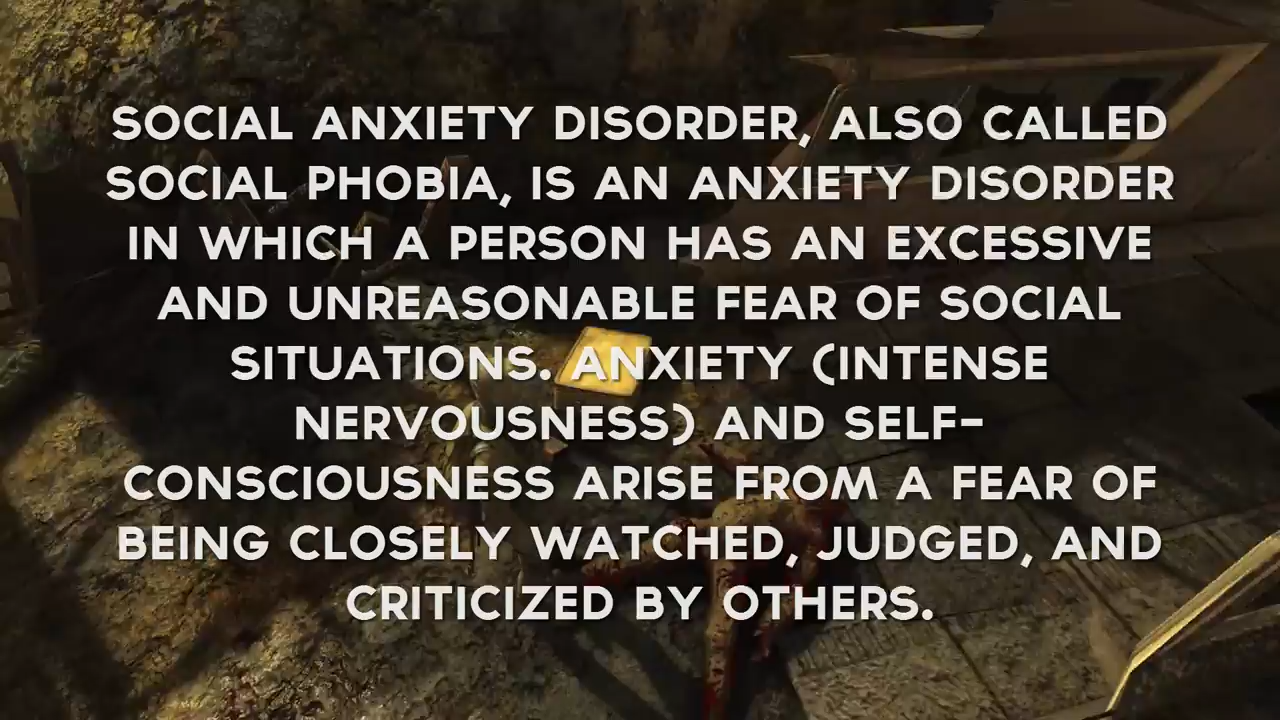 SOCIAL ANXIETY DISORDER, ALSO CALLED
SOCIAL PHOBIA, IS AN ANXIETY DISORDER
IN WHICH A PERSON HAS AN EXCESSIVE
AND UNREASONABLE FEAR OF SOCIAL
SITUATIONS. ANXIETY (INTENSE
NERVOUSNESS) AND SELF-
CONSCIOUSNESS ARISE FROM A FEAR OF
BEING CLOSELY WATCHED, JUDGED, AND
CRITICIZED BY OTHERS.